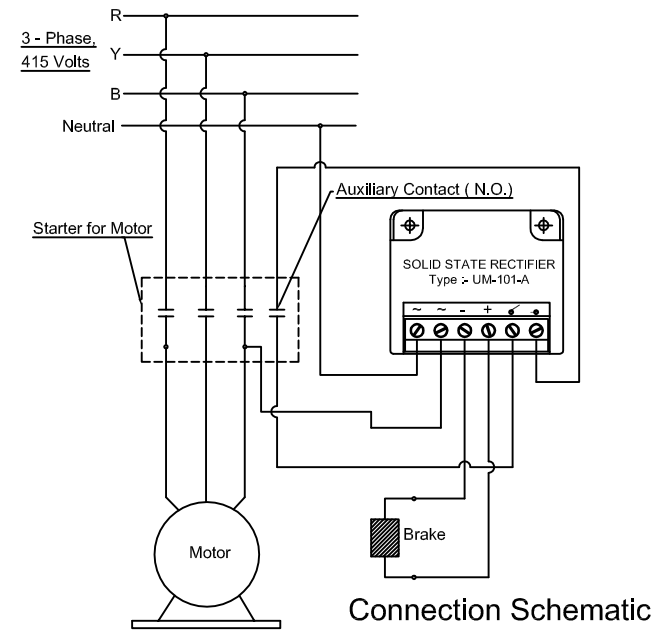 R
3 - Phase,
415 Volts
Y
B
Neutral
Auxiliary Contact ( N.O.)
Starter for Motor
SOLID STATE RECTIFIER
Type :- UM-101-A
~ ~ - +
Motor
Brake
Connection Schematic